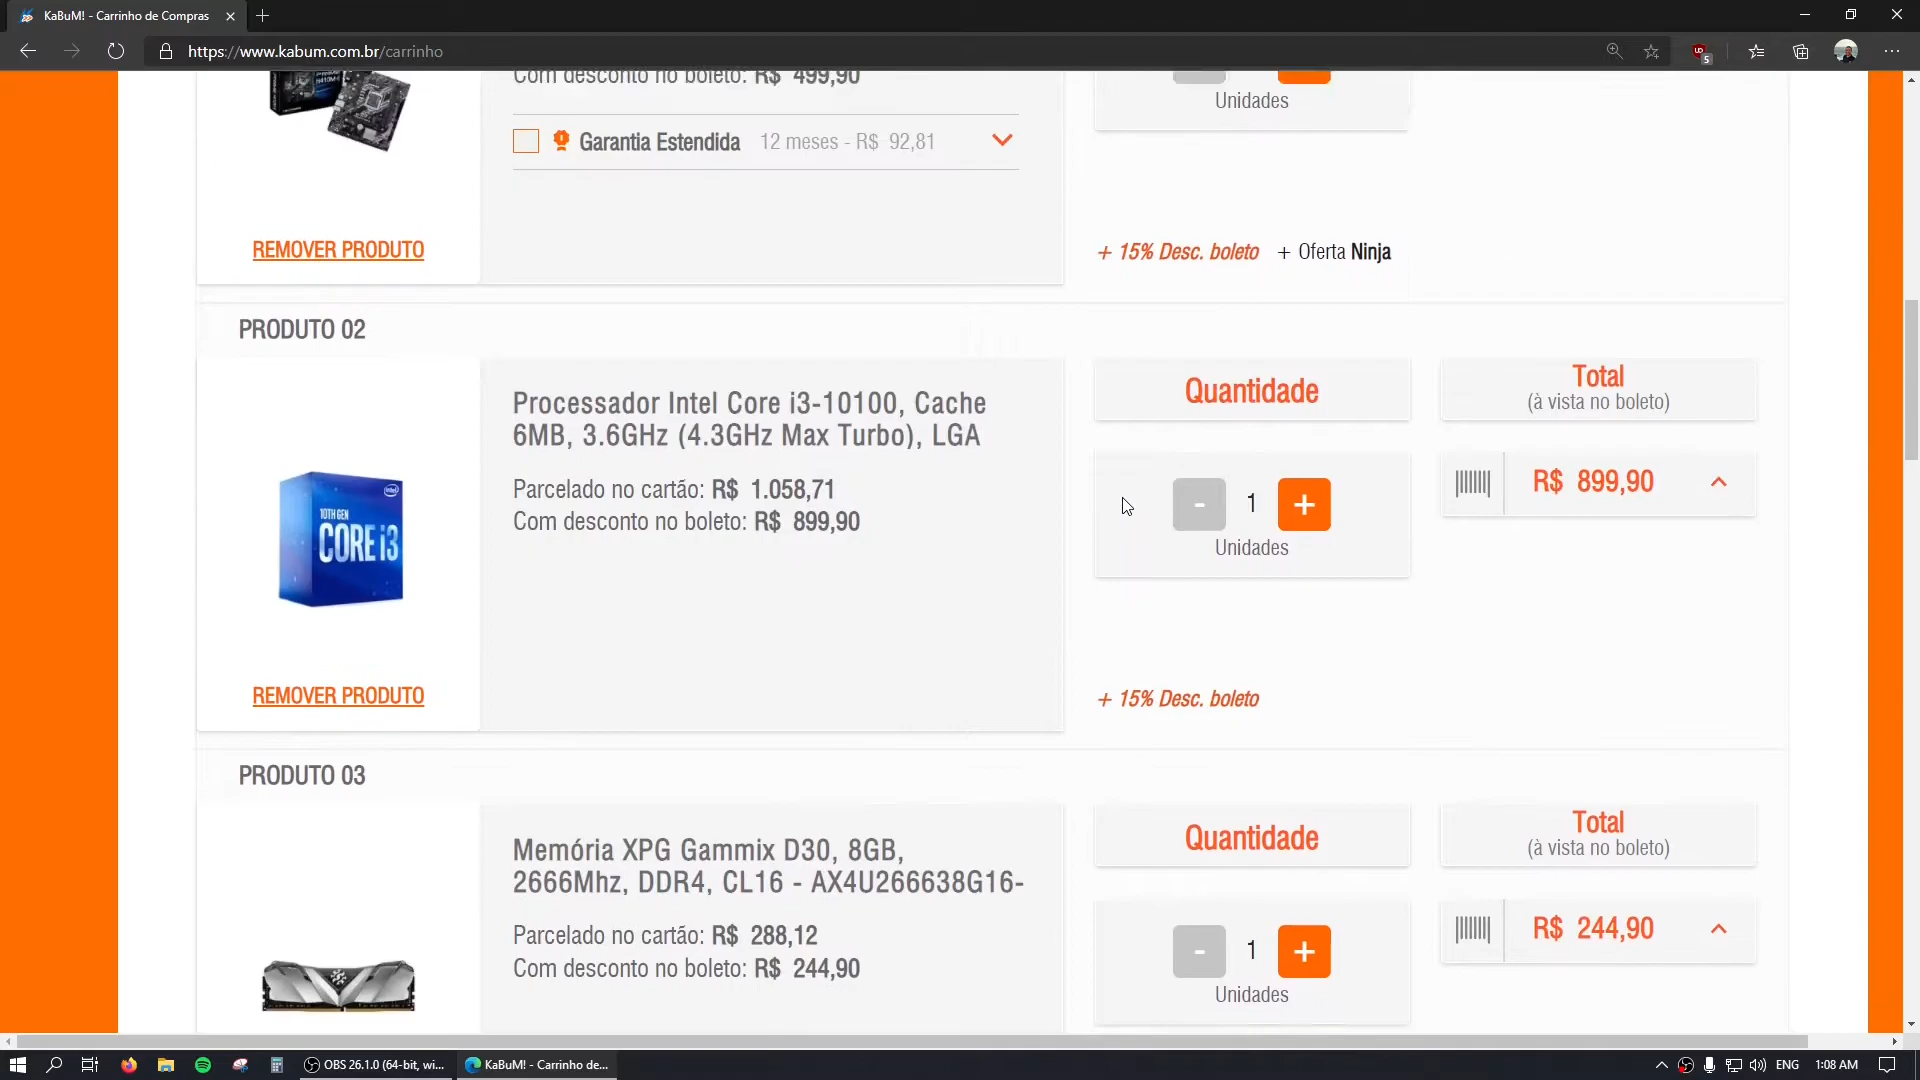 KaBuM! - Carrinho de Compras
https://www.kabum.com.br/carrinho
5
Com desconto no boleto: R$ 499,90
Unidades
Garantia Estendida 12 meses - R$ 92,81
REMOVER PRODUTO
+ 15% Desc. boleto + Oferta Ninja
PRODUTO 02
Processador Intel Core i3-10100, Cache
6MB, 3.6GHz (4.3GHz Max Turbo), LGA
Parcelado no cartão: R$ 1.058,71
Com desconto no boleto: R$ 899,90
intel
10TH GEN
CORE i3
REMOVER PRODUTO
Quantidade
- 1 +
Unidades
Total
(à vista no boleto)
R$ 899,90
+ 15% Desc. boleto
PRODUTO 03
Memória XPG Gammix D30, 8GB,
2666Mhz, DDR4, CL16 - AX4U266638G16-
Parcelado no cartão: R$ 288,12
Com desconto no boleto: R$ 244,90
Quantidade
- 1 +
Unidades
Total
(à vista no boleto)
R$ 244,90
OBS 26.1.0 (64-bit, wi...
KaBuM! - Carrinho de...
ENG
1:08 AM